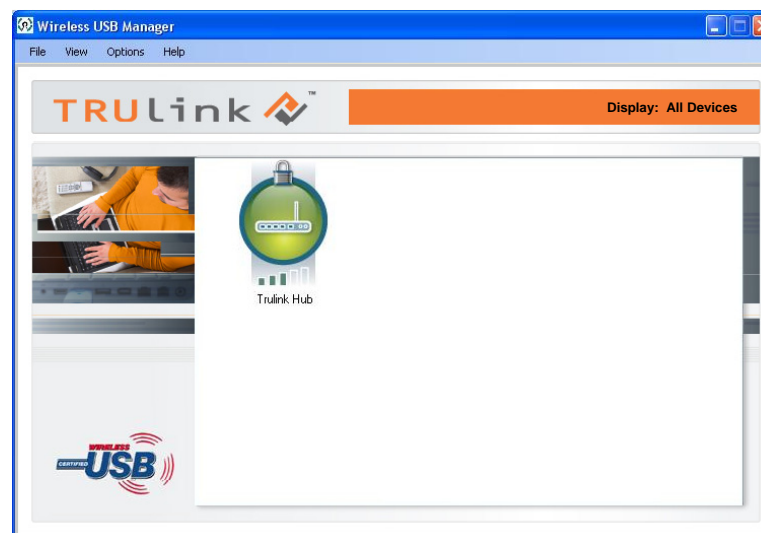 Wireless USB Manager
File View Options Help
TRULink ™
Display: All Devices
Trulink Hub
WIRELESS
CERTIFIED USB